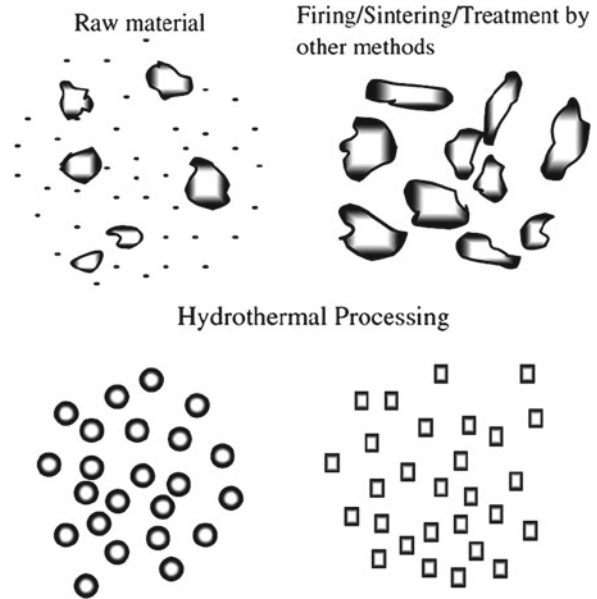 Raw material
Firing/Sintering/Treatment by
other methods
Hydrothermal Processing